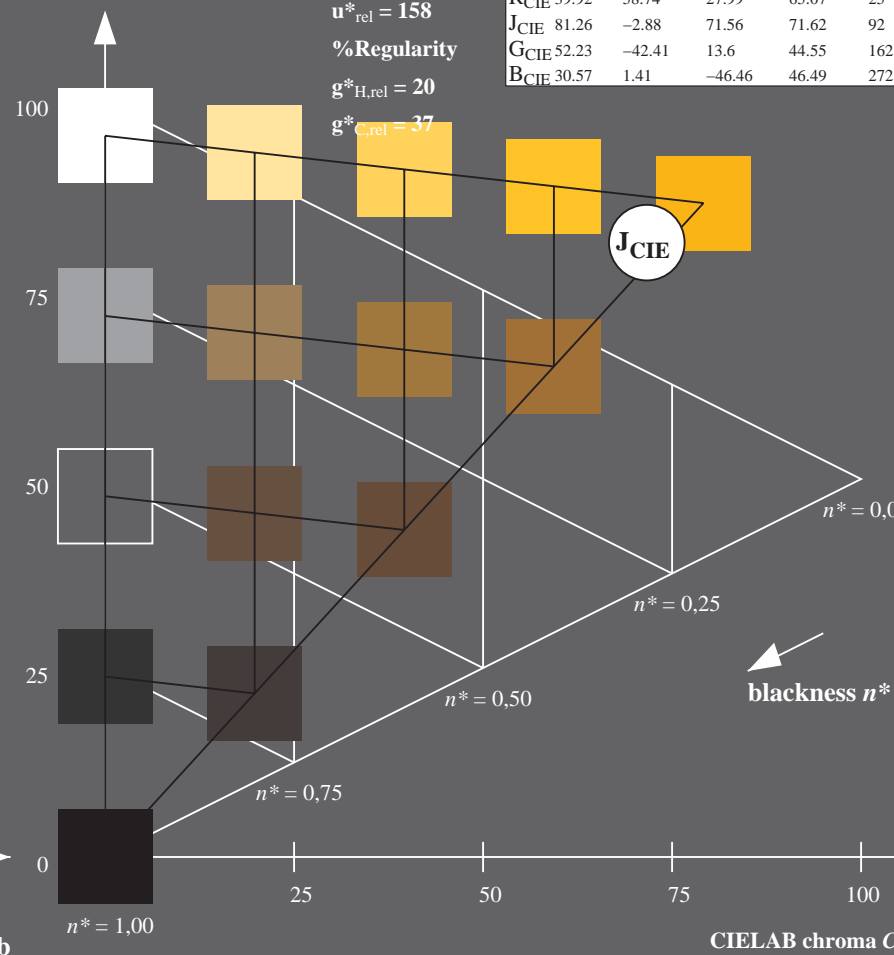 u*rel = 158
%Regularity
g*H,rel = 20
g*C,rel = 37
JCIE 81.26 −2.88 71.56 71.62 92
GCIE 52.23 −42.41 13.6 44.55 162
BCIE 30.57 1.41 −46.46 46.49 272
100
75
50
25
0
JCIE
n* = 0,0
n* = 0,25
n* = 0,50
n* = 0,75
n* = 1,00
blackness n*
25 50 75 100
CIELAB chroma C
b